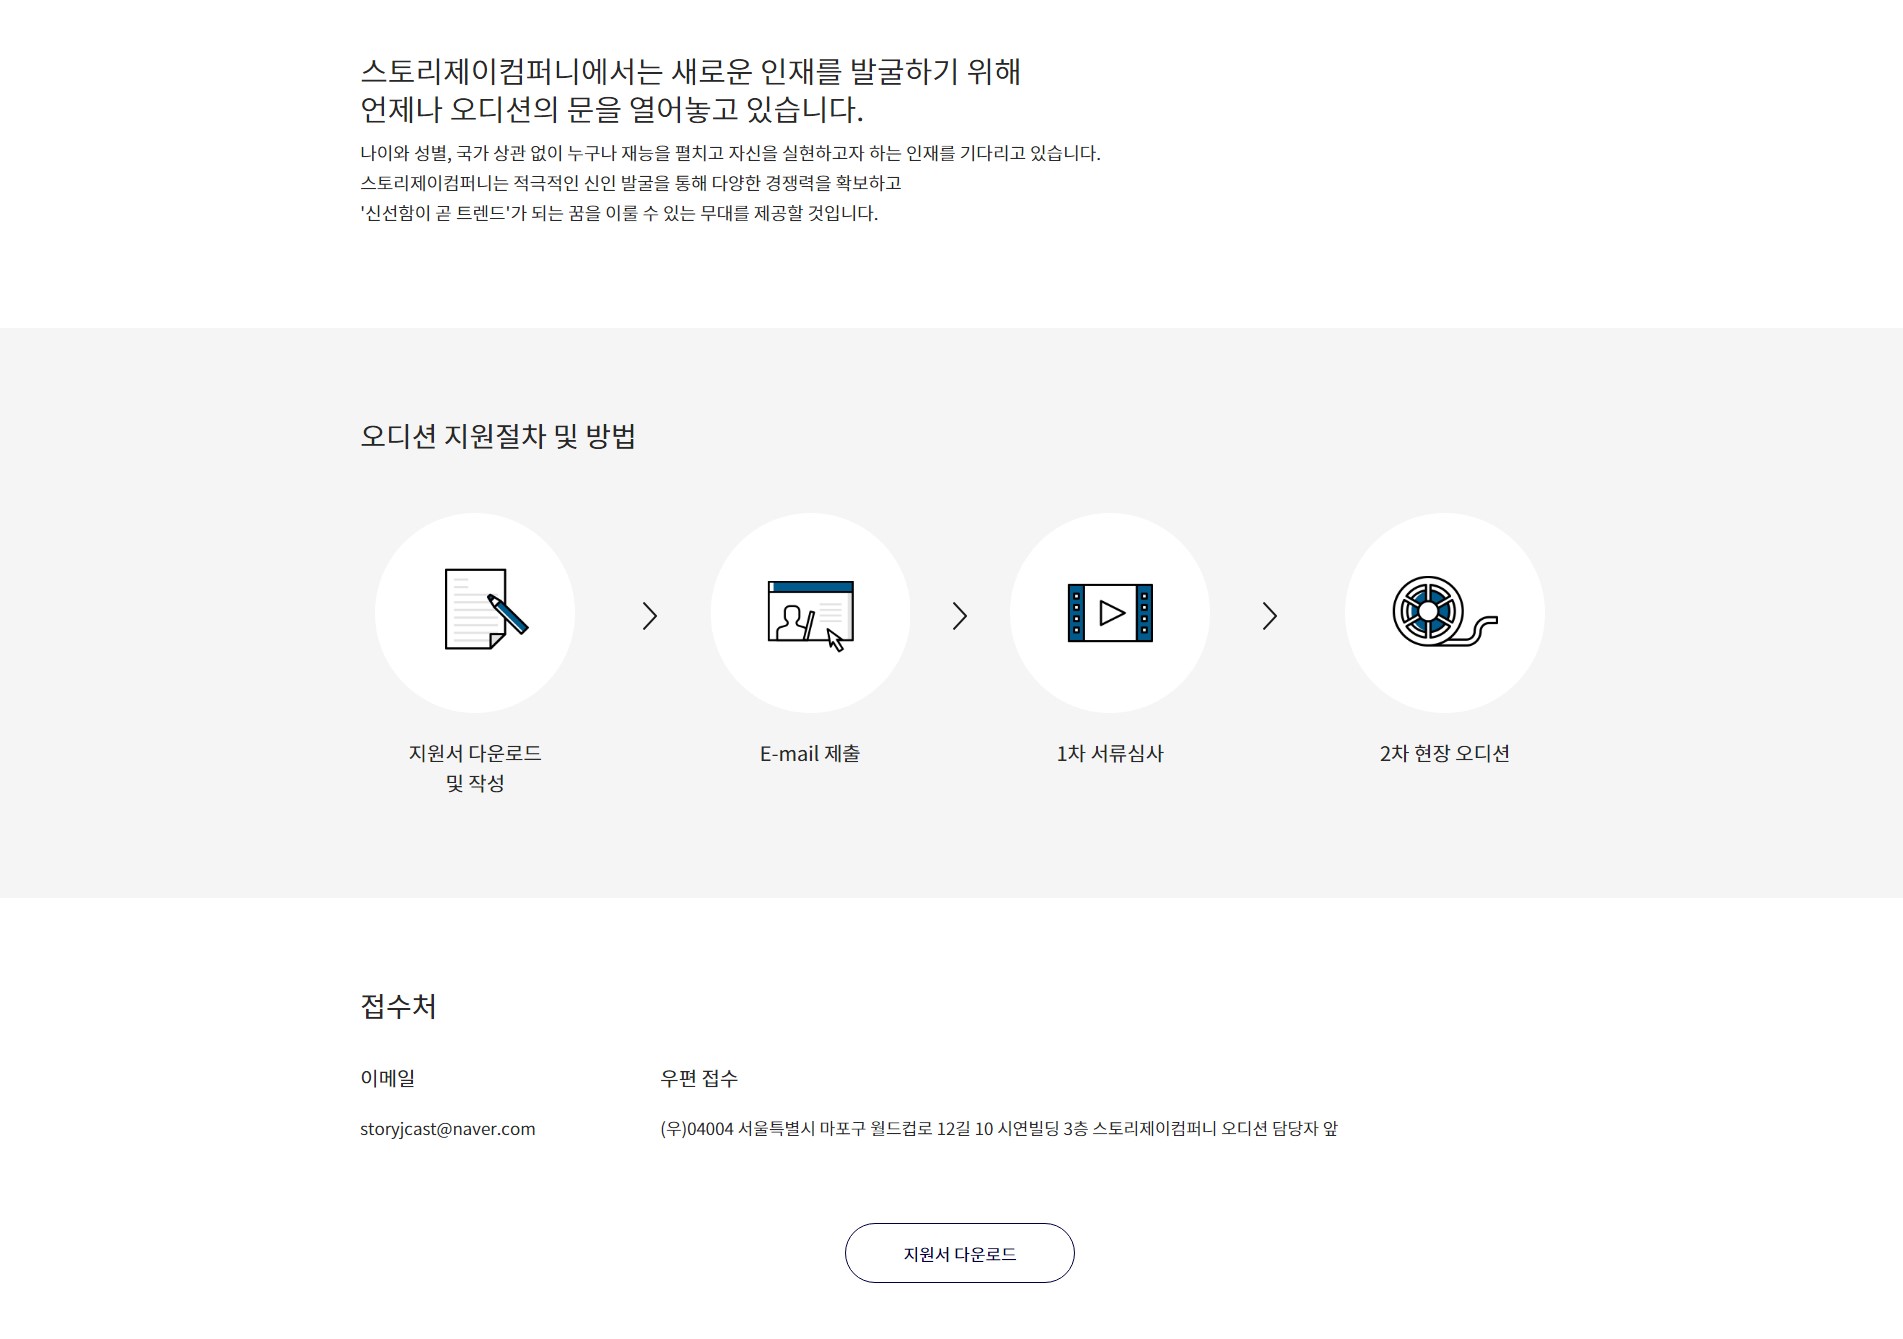 스토리제이컴퍼니에서는 새로운 인재를 발굴하기 위해
언제나 오디션의 문을 열어놓고 있습니다.
나이와 성별, 국가 상관 없이 누구나 재능을 펼치고 자신을 실현하고자 하는 인재를 기다리고 있습니다.
스토리제이컴퍼니는 적극적인 신인 발굴을 통해 다양한 경쟁력을 확보하고
'신선함이 곧 트렌드'가 되는 꿈을 이룰 수 있는 무대를 제공할 것입니다.
오디션 지원절차 및 방법
지원서 다운로드
및 작성
E-mail 제출
1차 서류심사
2차 현장 오디션
접수처
이메일
storyjcast@naver.com
우편 접수
(우)04004 서울특별시 마포구 월드컵로 12길 10 시연빌딩 3층 스토리제이컴퍼니 오디션 담당자 앞
지원서 다운로드